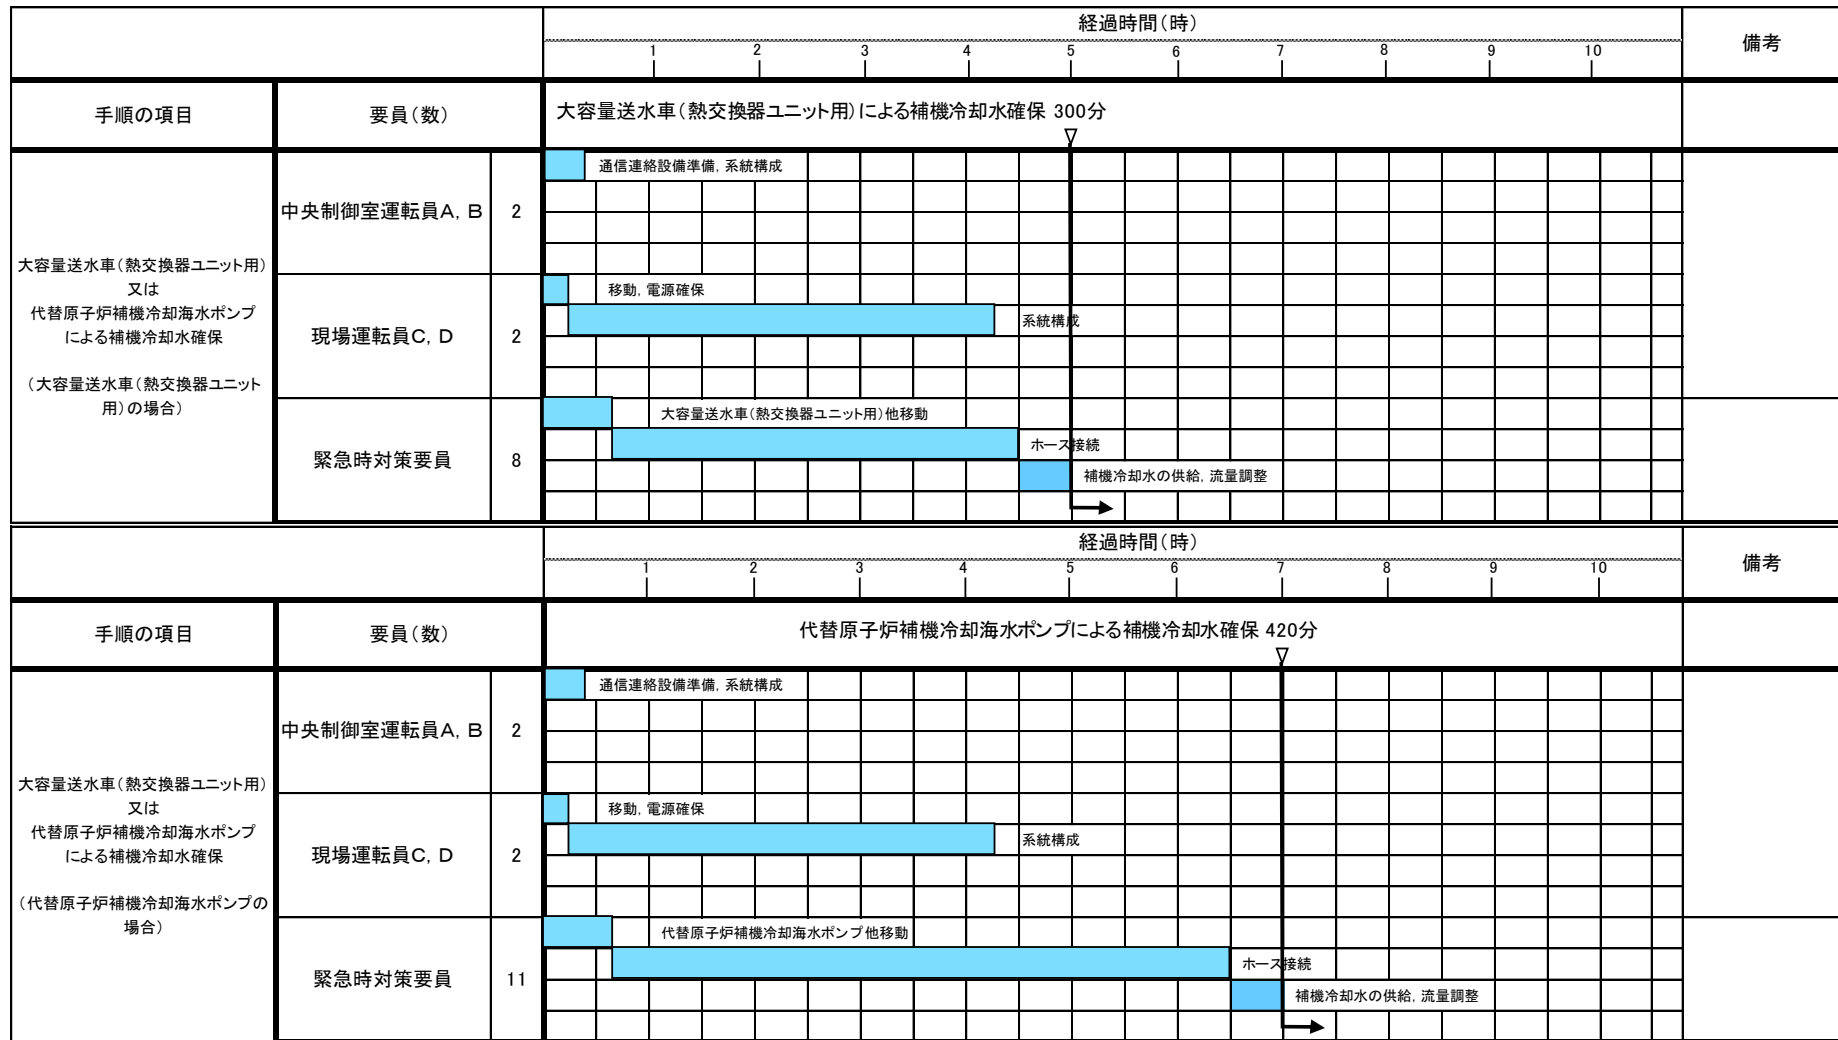 経過時間(時)
備考
1 2 3 4 5 6 7 8 9 10
手順の項目 要員(数) 大容量送水車(熱交換器ユニット用)による補機冷却水確保 300分
通信連絡設備準備, 系統構成
中央制御室運転員A, B 2
大容量送水車(熱交換器ユニット用)
又は
代替原子炉補機冷却海水ポンプ
による補機冷却水確保
(大容量送水車(熱交換器ユニット
用)の場合)
移動, 電源確保
系統構成
現場運転員C, D 2
大容量送水車(熱交換器ユニット用)他移動
ホース接続
緊急時対策要員 8
補機冷却水の供給, 流量調整
経過時間(時)
備考
1 2 3 4 5 6 7 8 9 10
手順の項目 要員(数) 代替原子炉補機冷却海水ポンプによる補機冷却水確保 420分
通信連絡設備準備, 系統構成
中央制御室運転員A, B 2
大容量送水車(熱交換器ユニット用)
又は
代替原子炉補機冷却海水ポンプ
による補機冷却水確保
(代替原子炉補機冷却海水ポンプの
場合)
移動, 電源確保
系統構成
現場運転員C, D 2
代替原子炉補機冷却海水ポンプ他移動
ホース接続
緊急時対策要員 11
補機冷却水の供給, 流量調整